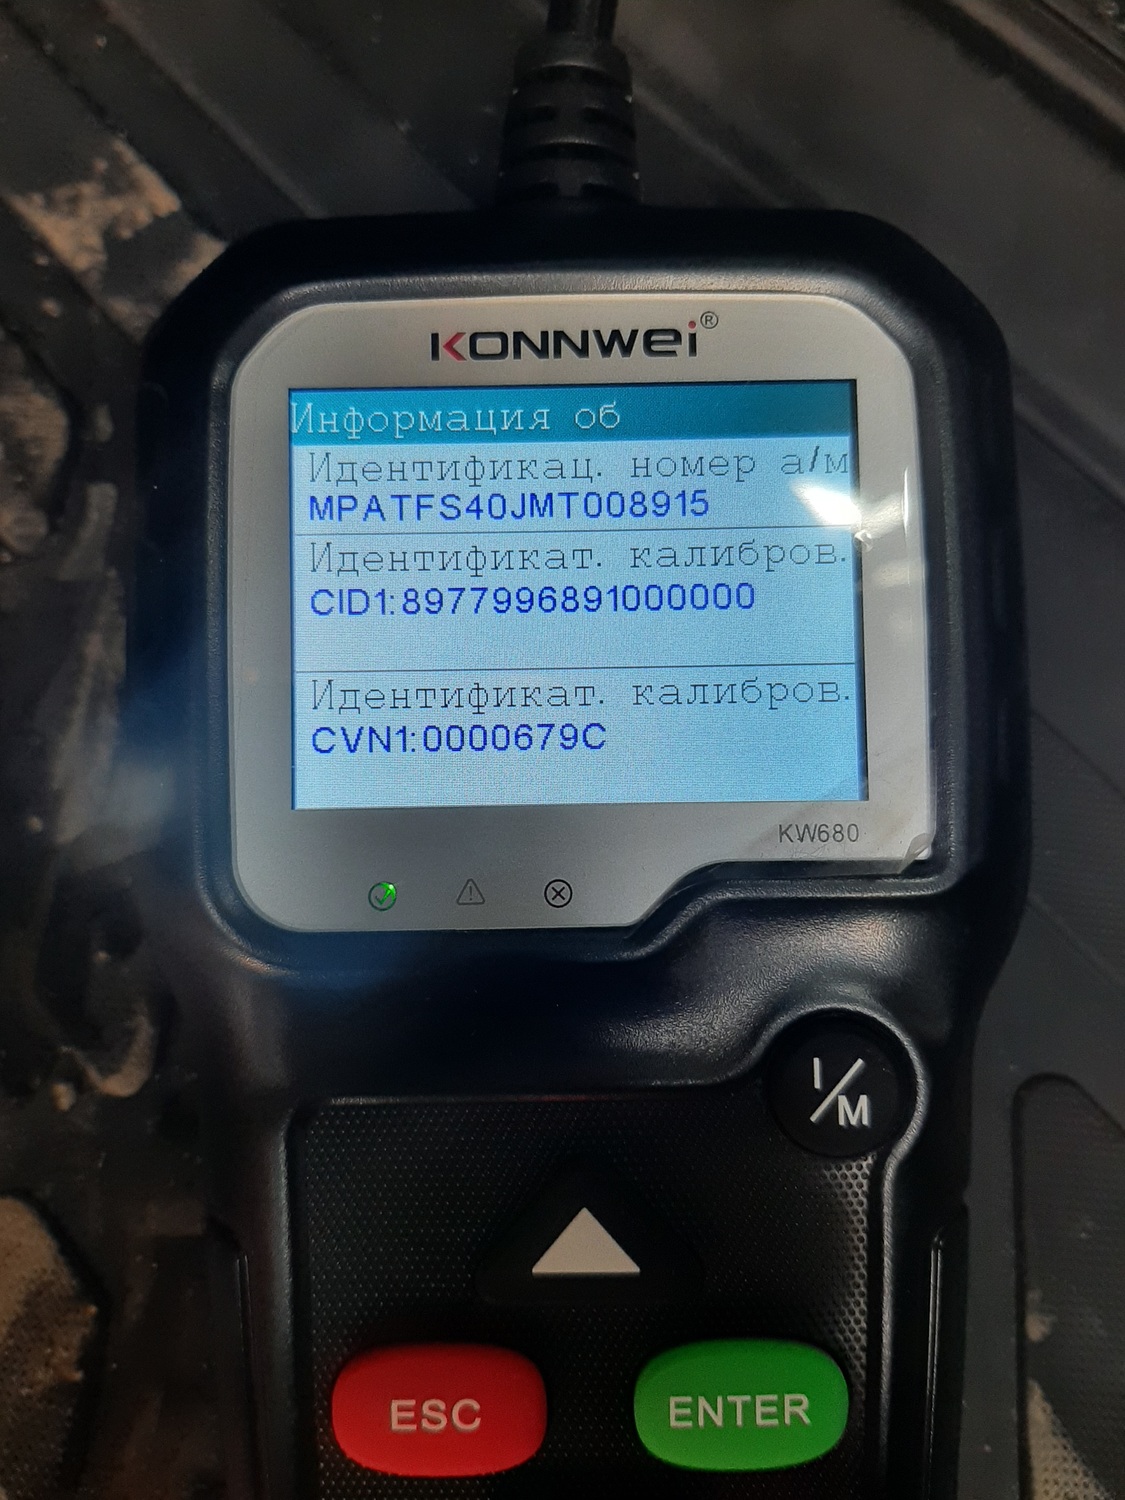 KONNWEI®
Информация об
Идентификац. номер а/м
MPATFS40JMT008915
Идентификат. калибров.
CID1:8977996891000000
Идентификат. калибров.
CVN1:0000679C
KW680
I/M
ESC
ENTER